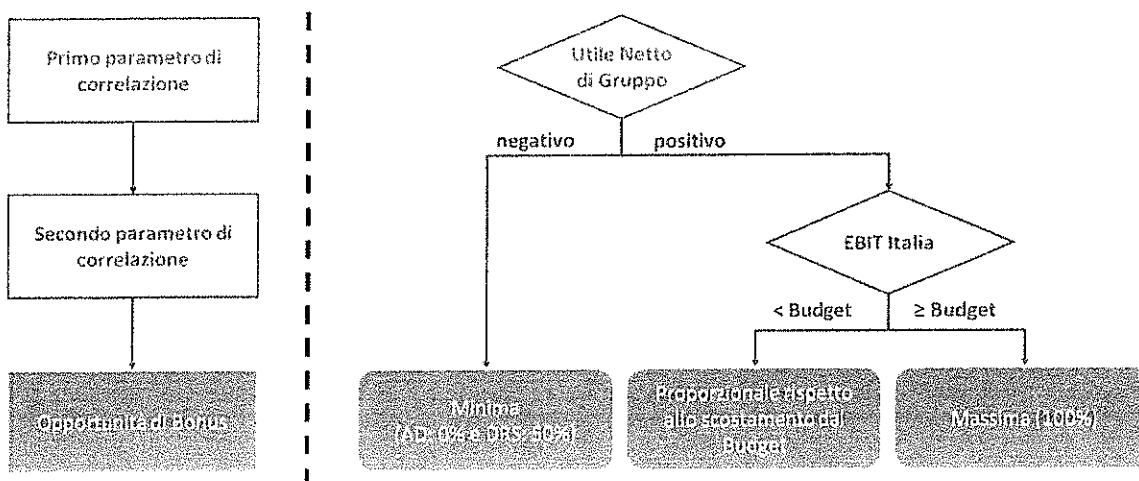 Primo parametro di
correlazione
Secondo parametro di
correlazione
Opportunità di Bonus
Utile Netto
di Gruppo
negativo
positivo
EBIT Italia
< Budget
≥ Budget
Minima
(AD: 0% e DRS: 50%)
Proporzionale rispetto
allo scostamento dal
Budget
Massima (100%)